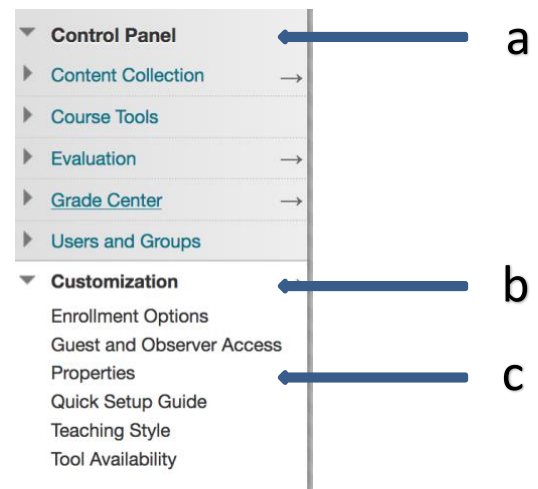 Control Panel a
Content Collection →
Course Tools
Evaluation →
Grade Center →
Users and Groups
Customization b
Enrollment Options
Guest and Observer Access
Properties c
Quick Setup Guide
Teaching Style
Tool Availability